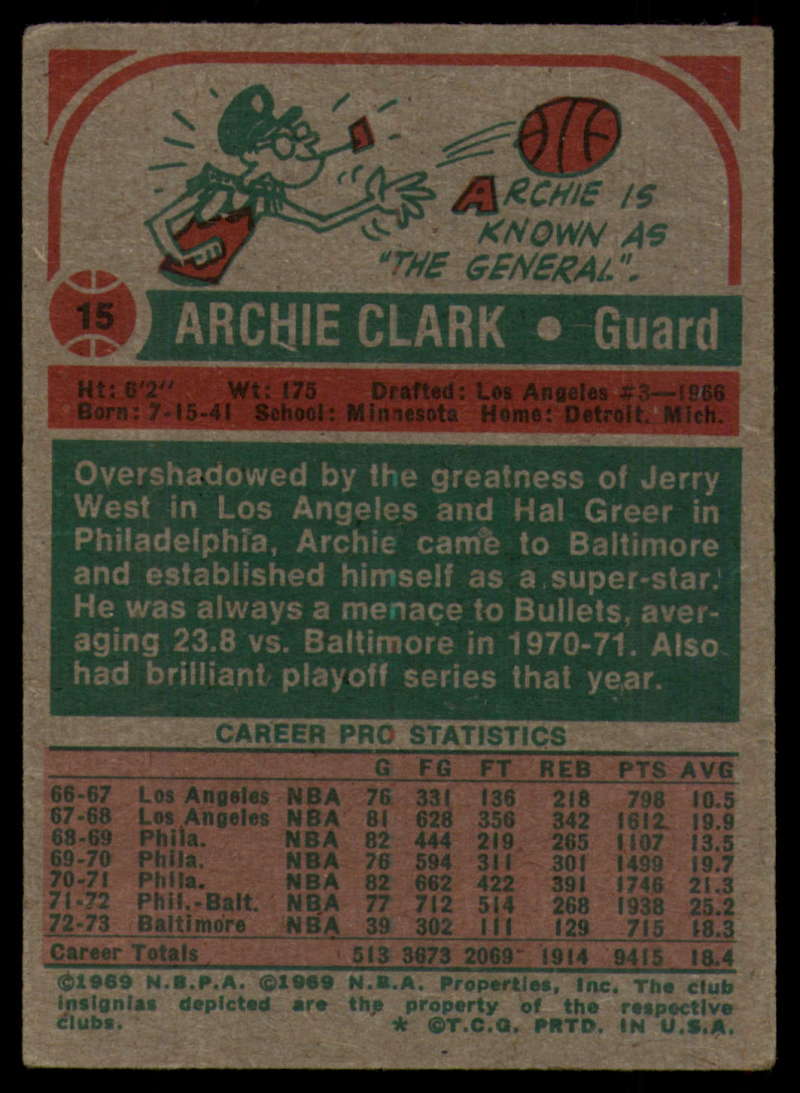 ARCHIE IS
KNOWN AS
"THE GENERAL".
15
ARCHIE CLARK • Guard
Ht: 6'2" Wt: 175 Drafted: Los Angeles #3—1966
Born: 7-15-41 School: Minnesota Home: Detroit, Mich.
Overshadowed by the greatness of Jerry
West in Los Angeles and Hal Greer in
Philadelphia, Archie came to Baltimore
and established himself as a super-star.
He was always a menace to Bullets, aver-
aging 23.8 vs. Baltimore in 1970-71. Also
had brilliant playoff series that year.
CAREER PRO STATISTICS
G FG FT REB PTS AVG
66-67 Los Angeles NBA 76 331 136 218 798 10.5
67-68 Los Angeles NBA 81 628 356 342 1612 19.9
68-69 Phila. NBA 82 444 219 265 1107 13.5
69-70 Phila. NBA 76 594 311 301 1499 19.7
70-71 Phila. NBA 82 662 422 391 1746 21.3
71-72 Phil.-Balt. NBA 77 712 514 268 1938 25.2
72-73 Baltimore NBA 39 302 111 129 715 18.3
Career Totals 513 3673 2069 1914 9415 18.4
©1969 N.B.P.A. ©1969 N.B.A. Properties, Inc. The club
insignias depicted are the property of the respective
clubs. * ©T.C.G. PRTD. IN U.S.A.